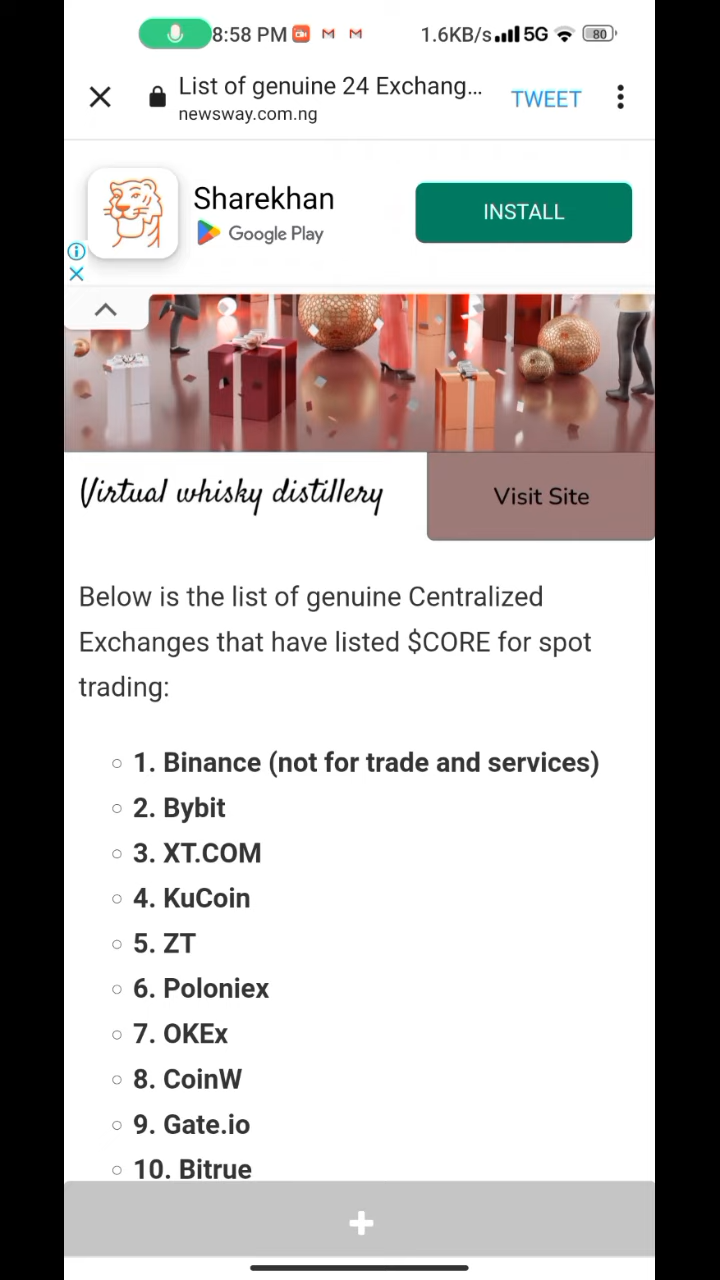 8:58 PM
1.6KB/s 5G 80
List of genuine 24 Exchang...
newsway.com.ng
TWEET
Sharekhan
Google Play
INSTALL
Virtual whisky distillery
Visit Site
Below is the list of genuine Centralized
Exchanges that have listed $CORE for spot
trading:
1. Binance (not for trade and services)
2. Bybit
3. XT.COM
4. KuCoin
5. ZT
6. Poloniex
7. OKEx
8. CoinW
9. Gate.io
10. Bitrue